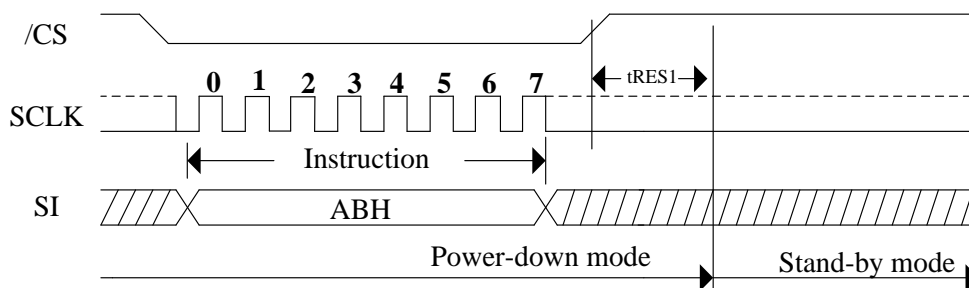 /CS
tRES1
0 1 2 3 4 5 6 7
SCLK
Instruction
SI
ABH
Power-down mode
Stand-by mode